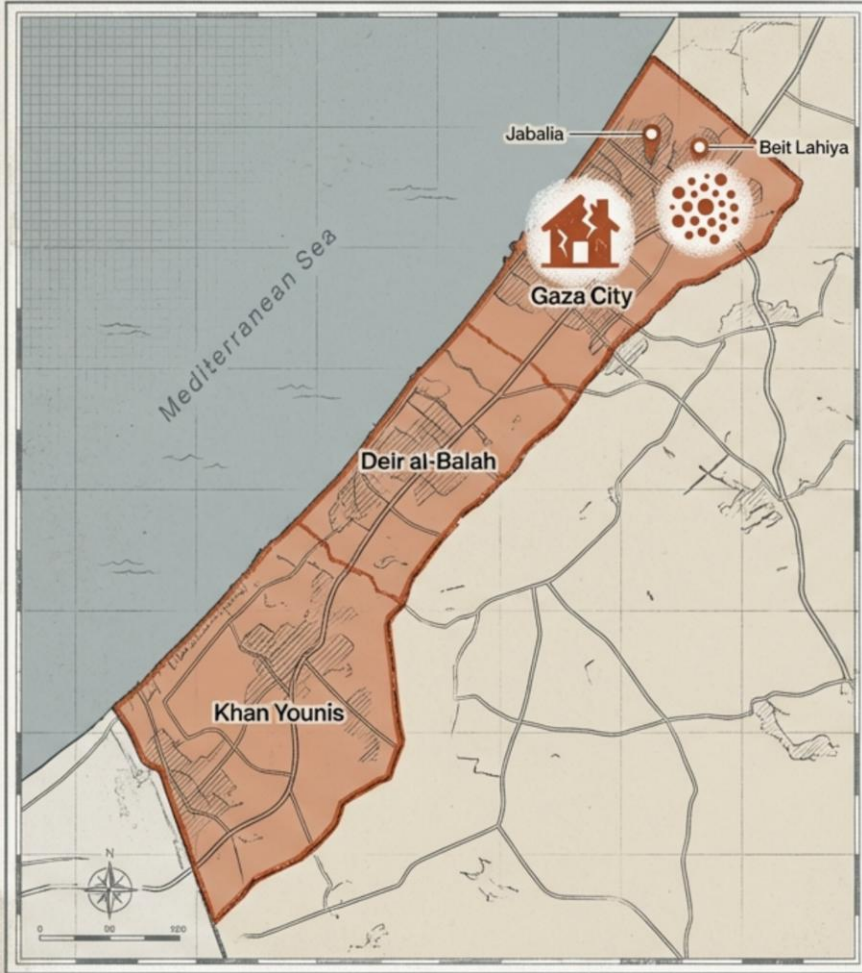 Jabalia
Beit Lahiya
Mediterranean Sea
Gaza City
Deir al-Balah
Khan Younis
N
0